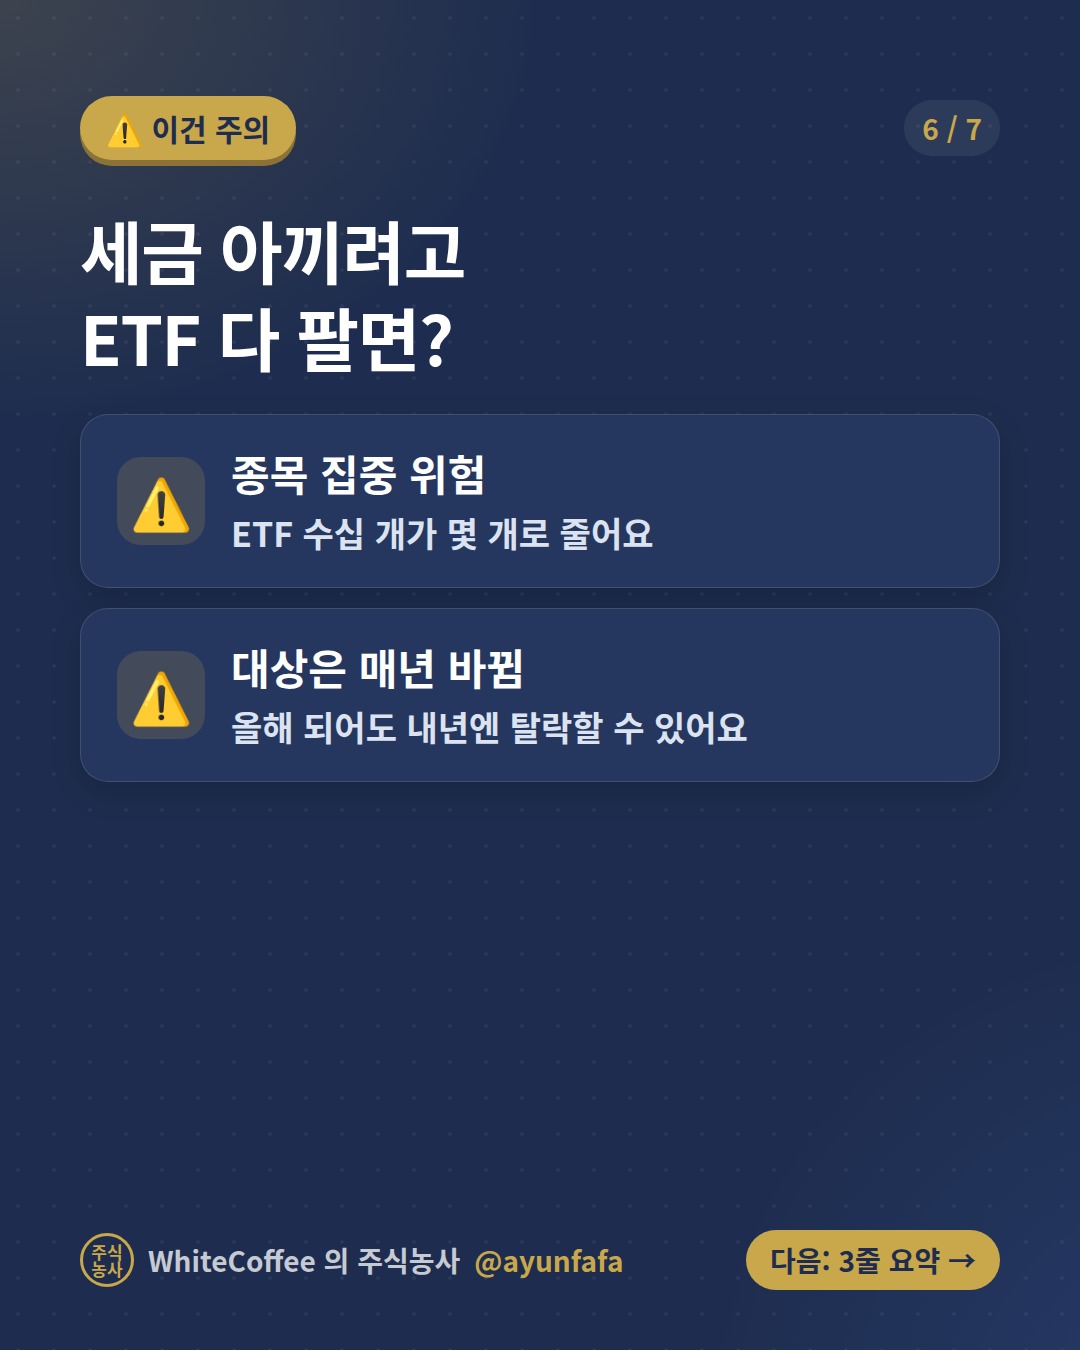 ⚠️ 이건 주의
6 / 7
세금 아끼려고
ETF 다 팔면?
종목 집중 위험
ETF 수십 개가 몇 개로 줄어요
대상은 매년 바뀜
올해 되어도 내년엔 탈락할 수 있어요
주식
농사
WhiteCoffee 의 주식농사 @ayunfafa
다음: 3줄 요약 →